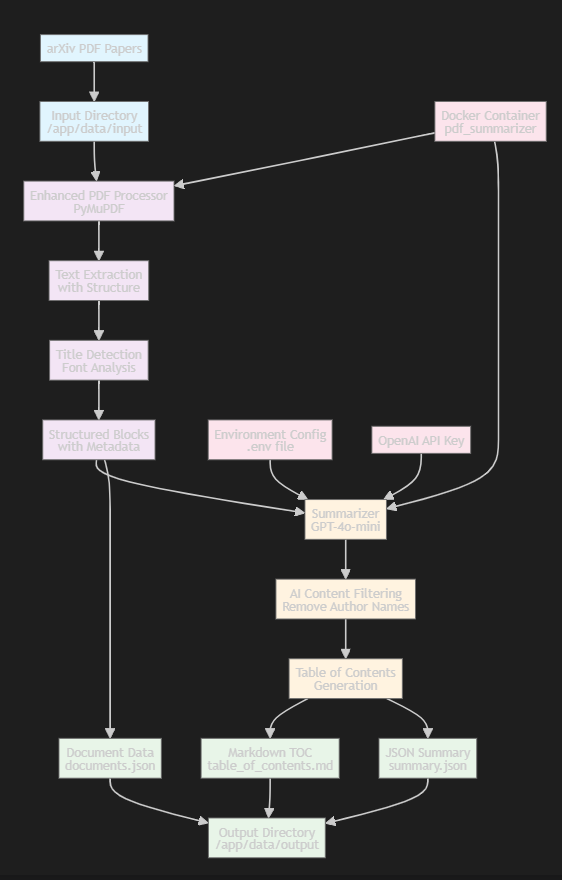 arXiv PDF Papers
Input Directory
/app/data/input
Docker Container
pdf_summarizer
Enhanced PDF Processor
PyMuPDF
Text Extraction
with Structure
Title Detection
Font Analysis
Structured Blocks
with Metadata
Environment Config
.env file
OpenAI API Key
Summarizer
GPT-4o-mini
AI Content Filtering
Remove Author Names
Table of Contents
Generation
Document Data
documents.json
Markdown TOC
table_of_contents.md
JSON Summary
summary.json
Output Directory
/app/data/output